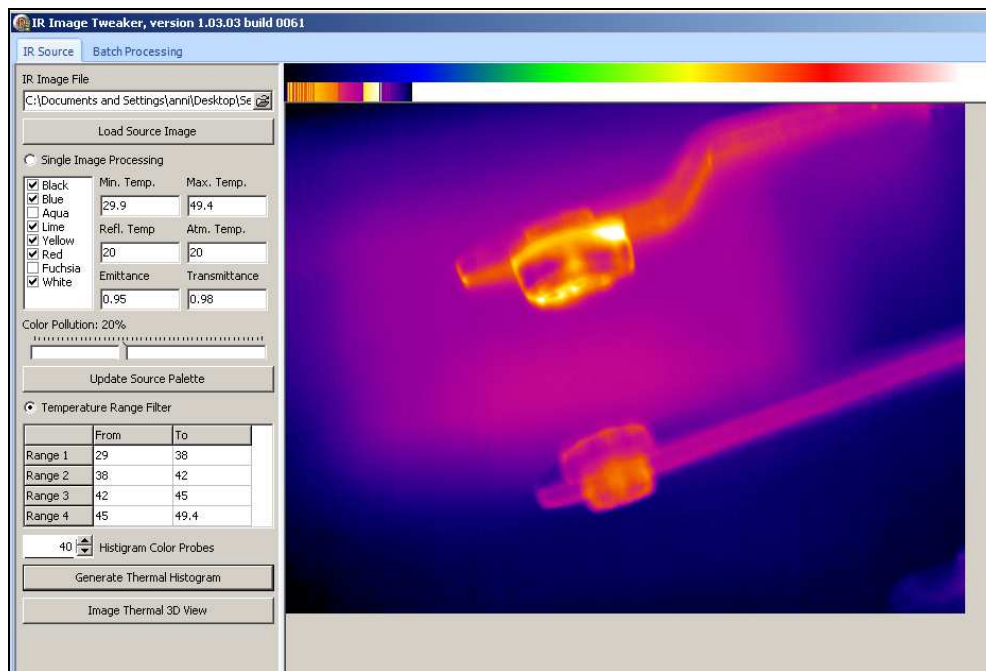 IR Image Tweaker, version 1.03.03 build 0061
IR Source Batch Processing
IR Image File
C:\Documents and Settings\anni\Desktop\Se
Load Source Image
Single Image Processing
Black
Blue
Aqua
Lime
Yellow
Red
Fuchsia
White
Min. Temp. Max. Temp.
29.9 49.4
Refl. Temp Atm. Temp.
20 20
Emittance Transmittance
0.95 0.98
Color Pollution: 20%
Update Source Palette
Temperature Range Filter
From To
Range 1 29 38
Range 2 38 42
Range 3 42 45
Range 4 45 49.4
40 Histigram Color Probes
Generate Thermal Histogram
Image Thermal 3D View